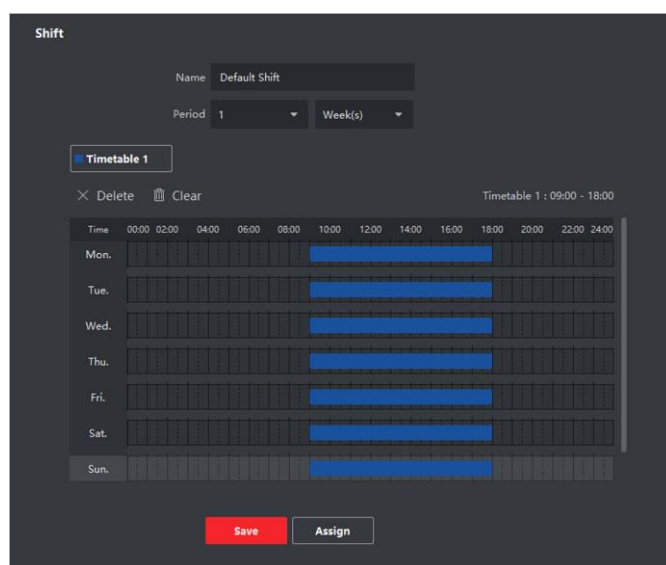 Shift
Name Default Shift
Period 1 Week(s)
Timetable 1
Delete Clear Timetable 1 : 09:00 - 18:00
Time 00:00 02:00 04:00 06:00 08:00 10:00 12:00 14:00 16:00 18:00 20:00 22:00 24:00
Mon.
Tue.
Wed.
Thu.
Fri.
Sat.
Sun.
Save Assign